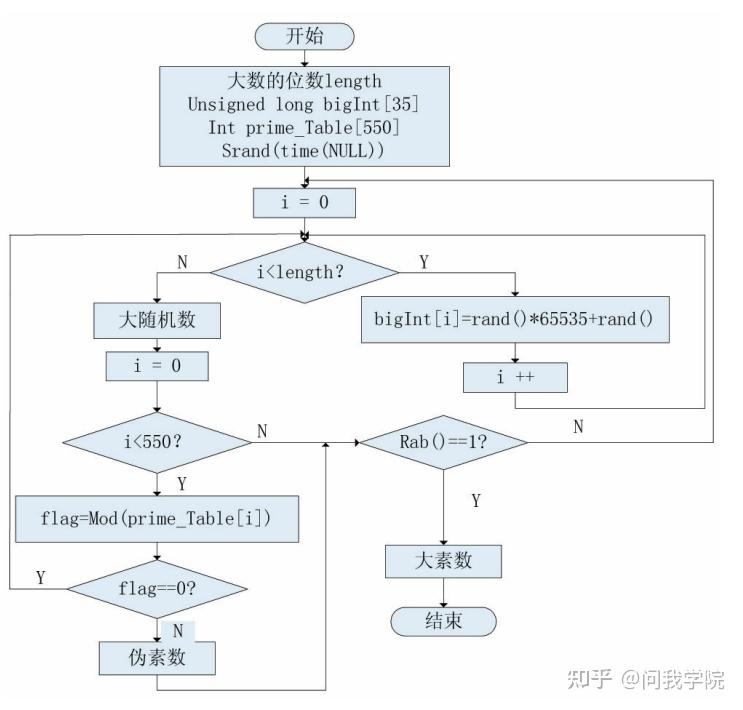 开始
大数的位数length
Unsigned long bigInt[35]
Int prime_Table[550]
Srand(time(NULL))
i = 0
i<length？
N
Y
大随机数
bigInt[i]=rand()*65535+rand()
i = 0
i ++
i<550？
N
Rab()==1？
N
Y
flag=Mod(prime_Table[i])
Y
flag==0？
Y
大素数
N
伪素数
结束
知乎 @问我学院